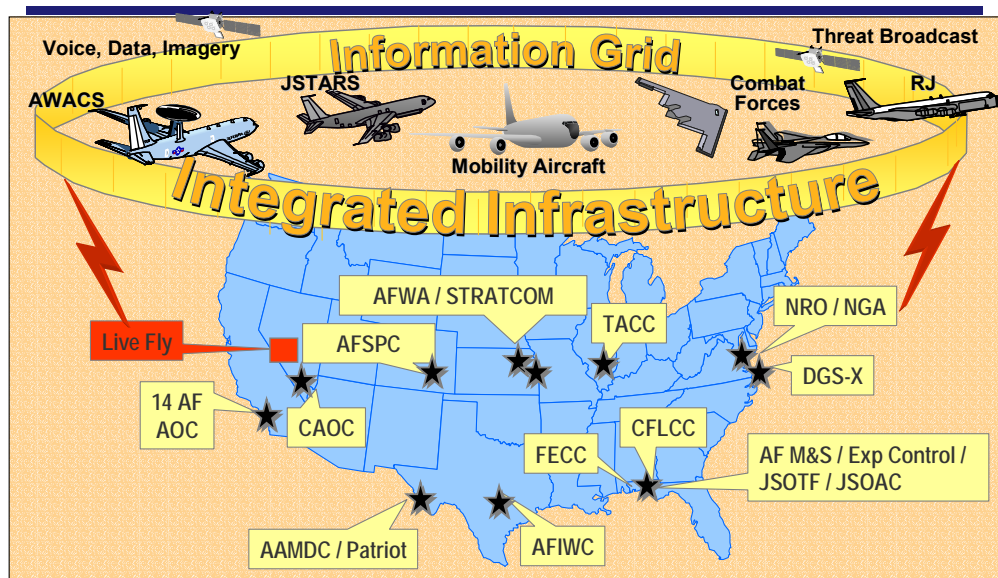 Voice, Data, Imagery
Information Grid
Threat Broadcast
AWACS
JSTARS
Mobility Aircraft
Combat
Forces
RJ
Integrated Infrastructure
AFWA / STRATCOM
TACC
NRO / NGA
Live Fly
AFSPC
DGS-X
14 AF
AOC
CAOC
FECC
CFLCC
AF M&S / Exp Control /
JSOTF / JSOAC
AAMDC / Patriot
AFIWC